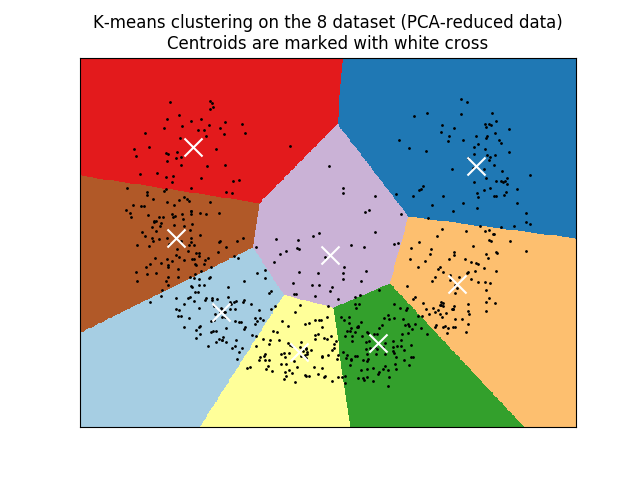 K-means clustering on the 8 dataset (PCA-reduced data)
Centroids are marked with white cross